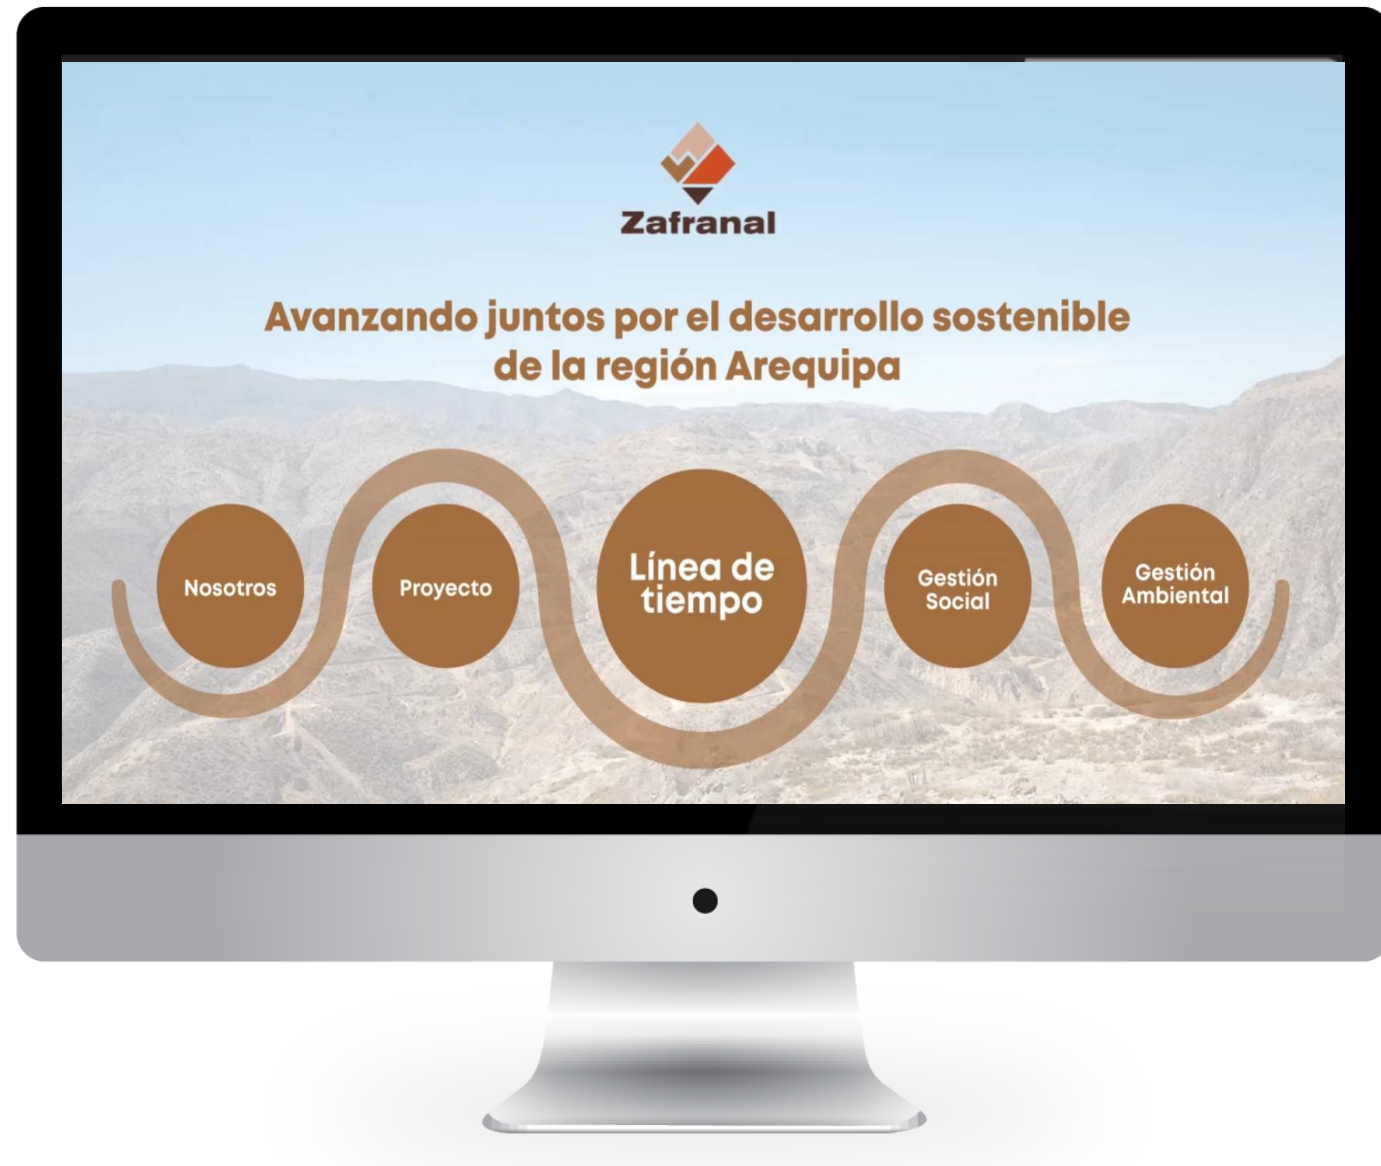 Zafranal
Avanzando juntos por el desarrollo sostenible
de la región Arequipa
Nosotros
Proyecto
Línea de
tiempo
Gestión
Social
Gestión
Ambiental